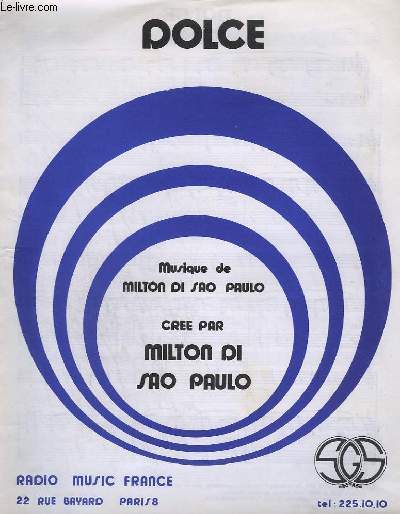 Le-livre.com
DOLCE
Musique de
MILTON DI SAO PAULO
CREE PAR
MILTON DI
SAO PAULO
SGS
RADIO MUSIC FRANCE
22 RUE BAYARD PARIS 8
tel: 225.10.10